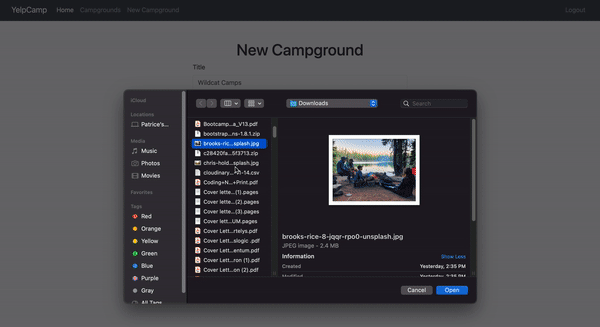 YelpCamp Home Campgrounds New Campground Logout
New Campground
Title
Wildcat Camps
Downloads
Search
iCloud
Locations
Patrice's...
Media
Music
Photos
Movies
Favorites
Tags
Red
Orange
Yellow
Green
Blue
Purple
Gray
All Tags
Bootcamp...a_V13.pdf
bootstrap...ns-1.8.1.zip
brooks-ric...splash.jpg
c28420fa...5f3713.zip
chris-hold...splash.jpg
cloudinary...n-14.csv
Coding+N...+Print.pdf
Cover lette...(1).pages
Cover lette...(2).pages
Cover lette...(3).pages
Cover lett...UM.pages
Cover Lett...rtelys.pdf
Cover Lett...slogic .pdf
Cover Lett...entum.pdf
Cover Lett...ron (1).pdf
Cover Lett...on (2).pdf
brooks-rice-8-jqqr-rpo0-unsplash.jpg
JPEG image - 2.4 MB
Information Show Less
Created Yesterday, 2:35 PM
Modified Yesterday, 2:35 PM
Cancel Open